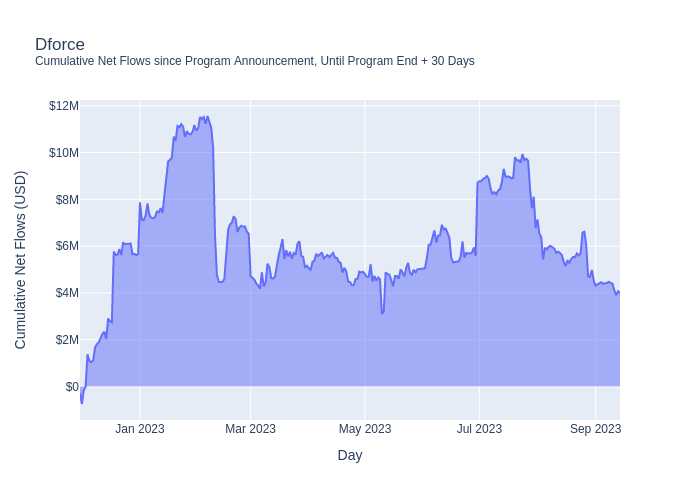 Dforce
Cumulative Net Flows since Program Announcement, Until Program End + 30 Days
$12M
$10M
$8M
$6M
$4M
$2M
$0
Cumulative Net Flows (USD)
Jan 2023
Mar 2023
May 2023
Jul 2023
Sep 2023
Day